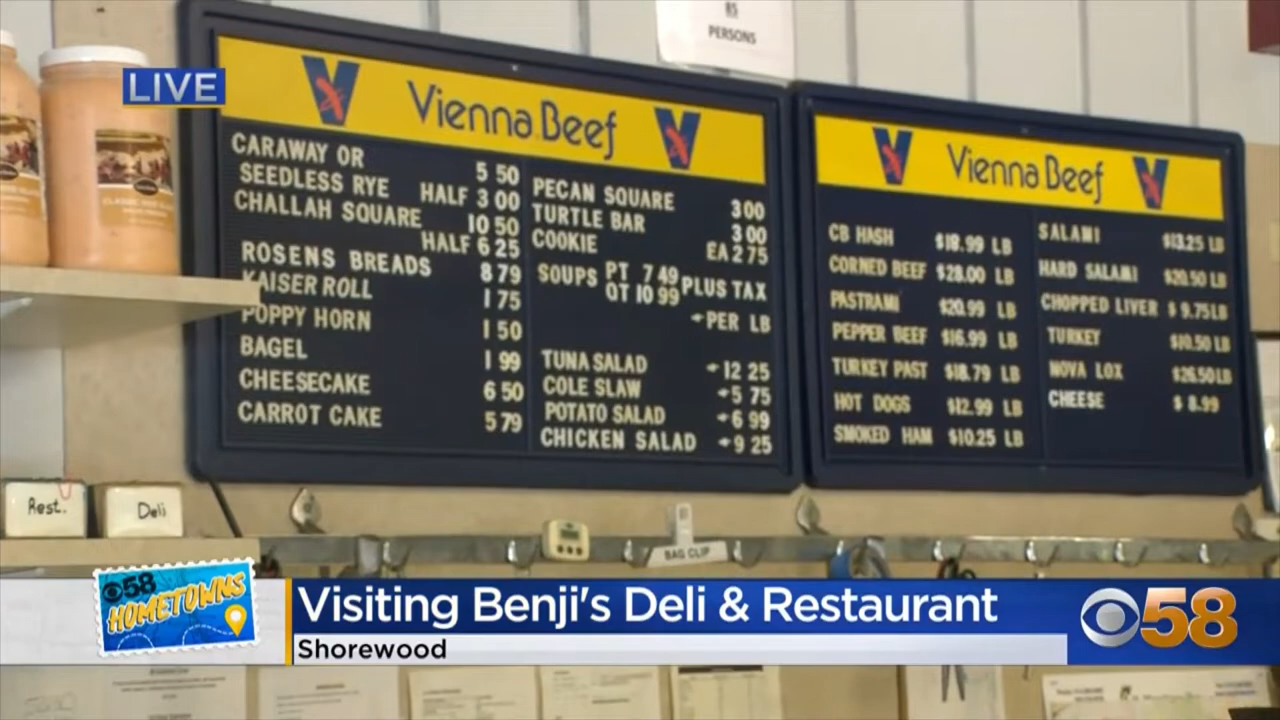 85
PERSONS
LIVE
Vienna Beef
CARAWAY OR
SEEDLESS RYE 5 50
HALF 3 00
CHALLAH SQUARE 10 50
HALF 6 25
ROSENS BREADS 8 79
KAISER ROLL 1 75
POPPY HORN 1 50
BAGEL 1 99
CHEESECAKE 6 50
CARROT CAKE 5 79
PECAN SQUARE 3 00
TURTLE BAR 3 00
COOKIE EA 2 75
SOUPS PT 7 49 PLUS TAX
QT 10 99
PER LB
TUNA SALAD 12 25
COLE SLAW 5 75
POTATO SALAD 6 99
CHICKEN SALAD 9 25
Vienna Beef
CB HASH $18.99 LB
CORNED BEEF $28.00 LB
PASTRAMI $20.99 LB
PEPPER BEEF $16.99 LB
TURKEY PAST $18.79 LB
HOT DOGS $12.99 LB
SMOKED HAM $10.25 LB
SALAMI $13.25 LB
HARD SALAMI $20.50 LB
CHOPPED LIVER $ 9.75 LB
TURKEY $10.50 LB
NOVA LOX $26.50 LB
CHEESE $ 8.99
Rest.
Deli
BAG CLIP
58 HOMETOWNS
Visiting Benji's Deli & Restaurant
Shorewood
58